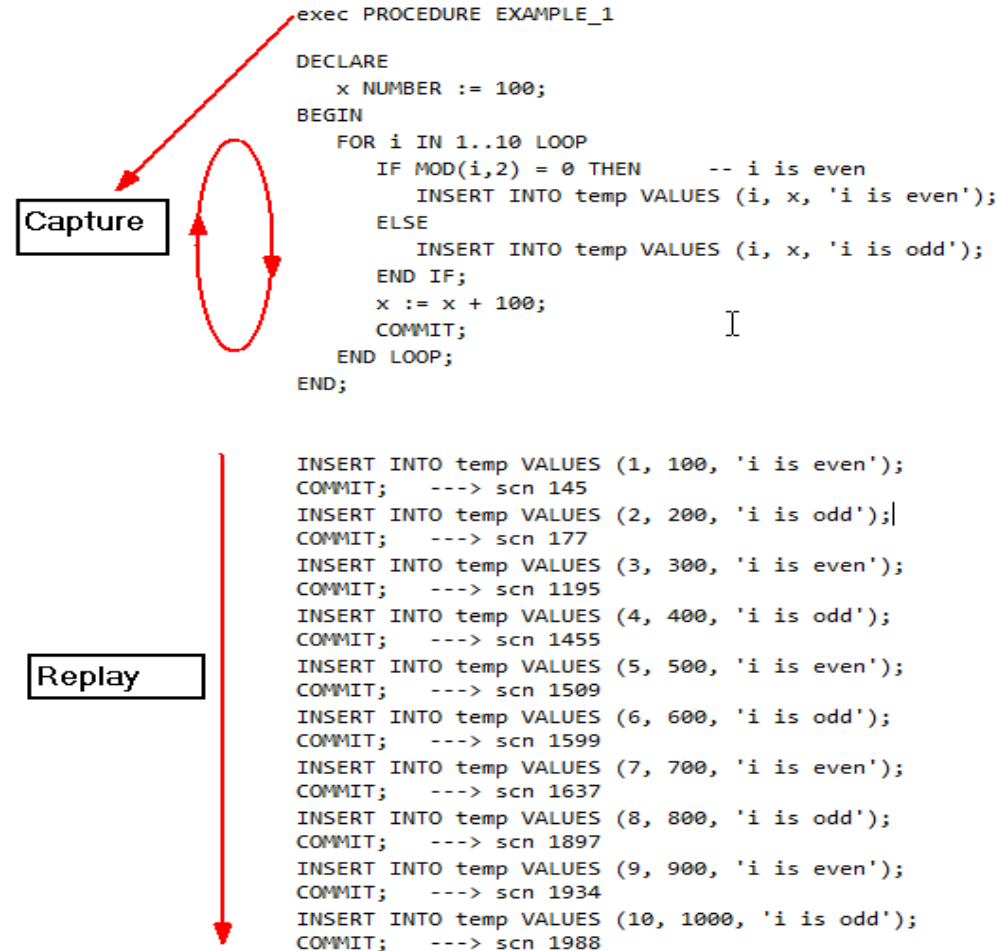 exec PROCEDURE EXAMPLE_1
DECLARE
x NUMBER := 100;
BEGIN
FOR i IN 1..10 LOOP
IF MOD(i,2) = 0 THEN -- i is even
INSERT INTO temp VALUES (i, x, 'i is even');
ELSE
INSERT INTO temp VALUES (i, x, 'i is odd');
END IF;
x := x + 100;
COMMIT;
END LOOP;
END;
Capture
INSERT INTO temp VALUES (1, 100, 'i is even');
COMMIT; ---> scn 145
INSERT INTO temp VALUES (2, 200, 'i is odd');
COMMIT; ---> scn 177
INSERT INTO temp VALUES (3, 300, 'i is even');
COMMIT; ---> scn 1195
INSERT INTO temp VALUES (4, 400, 'i is odd');
COMMIT; ---> scn 1455
INSERT INTO temp VALUES (5, 500, 'i is even');
COMMIT; ---> scn 1509
INSERT INTO temp VALUES (6, 600, 'i is odd');
COMMIT; ---> scn 1599
INSERT INTO temp VALUES (7, 700, 'i is even');
COMMIT; ---> scn 1637
INSERT INTO temp VALUES (8, 800, 'i is odd');
COMMIT; ---> scn 1897
INSERT INTO temp VALUES (9, 900, 'i is even');
COMMIT; ---> scn 1934
INSERT INTO temp VALUES (10, 1000, 'i is odd');
COMMIT; ---> scn 1988
Replay